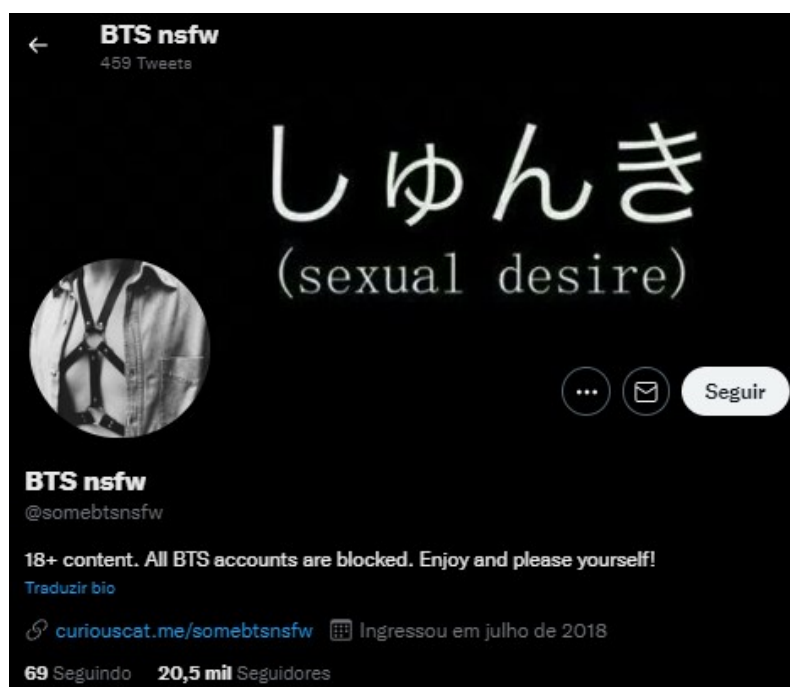 BTS nsfw
459 Tweets
しゅんき
(sexual desire)
Seguir
BTS nsfw
@somebtsnsfw
18+ content. All BTS accounts are blocked. Enjoy and please yourself!
Traduzir bio
curiouscat.me/somebtsnsfw Ingressou em julho de 2018
69 Seguindo 20,5 mil Seguidores